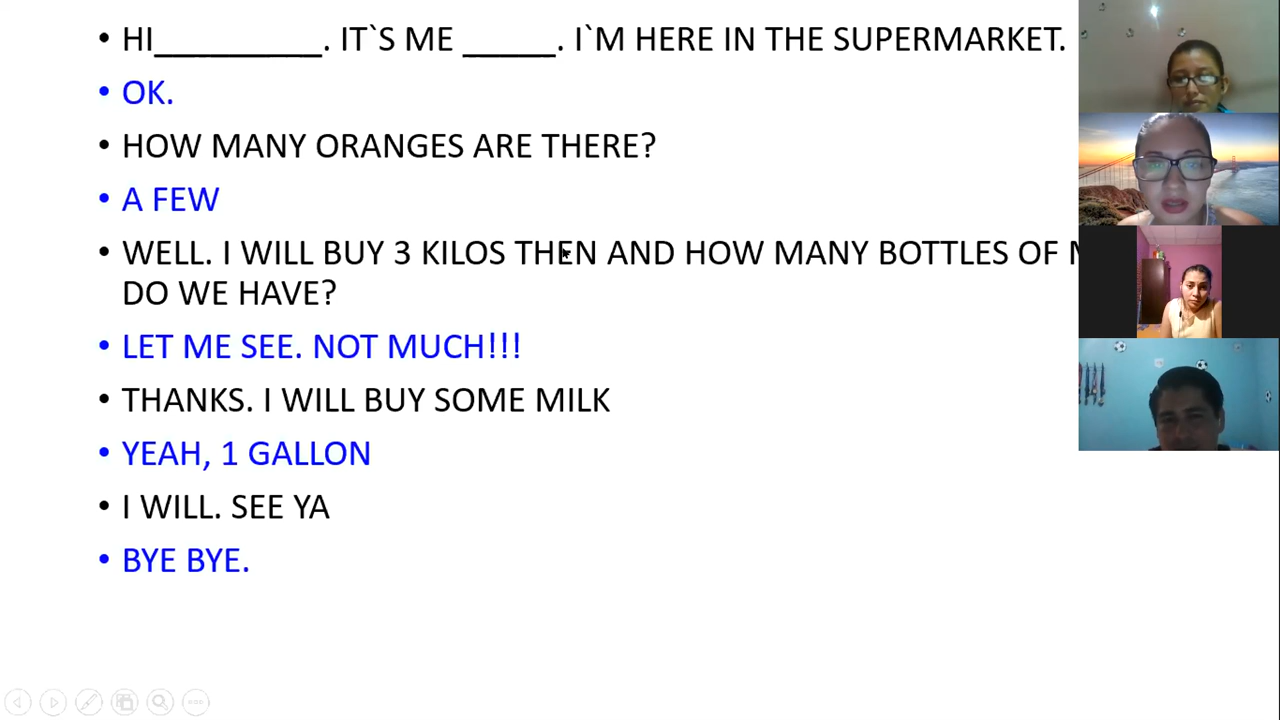 • HI_________. IT`S ME _____. I`M HERE IN THE SUPERMARKET.
• OK.
• HOW MANY ORANGES ARE THERE?
• A FEW
• WELL. I WILL BUY 3 KILOS THEN AND HOW MANY BOTTLES OF
DO WE HAVE?
• LET ME SEE. NOT MUCH!!!
• THANKS. I WILL BUY SOME MILK
• YEAH, 1 GALLON
• I WILL. SEE YA
• BYE BYE.